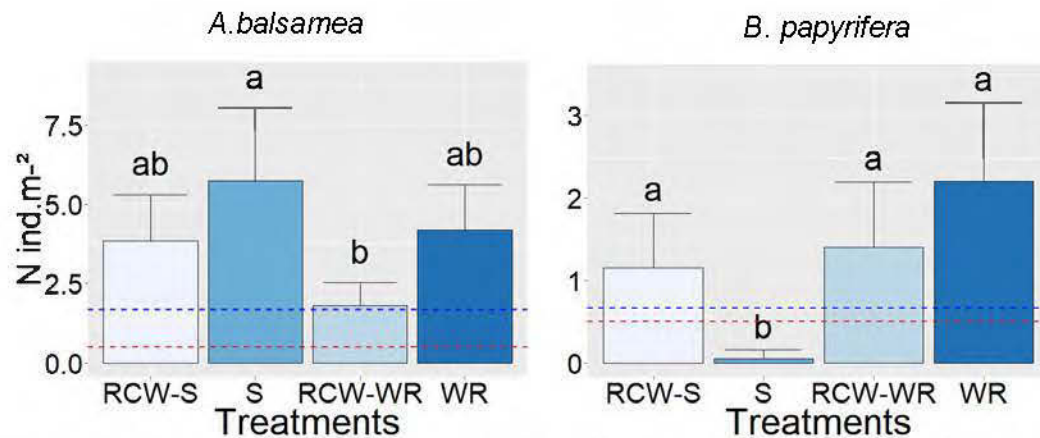 A.balsamea
N ind.m-²
7.5
5.0
2.5
0.0
ab
a
b
ab
RCW-S S RCW-WR WR
Treatments
B. papyrifera
3
2
1
0
a
b
a
a
RCW-S S RCW-WR WR
Treatments